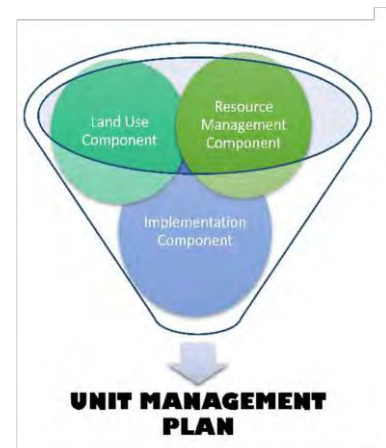 Land Use
Component
Resource
Management
Component
Implementation
Component
UNIT MANAGEMENT
PLAN